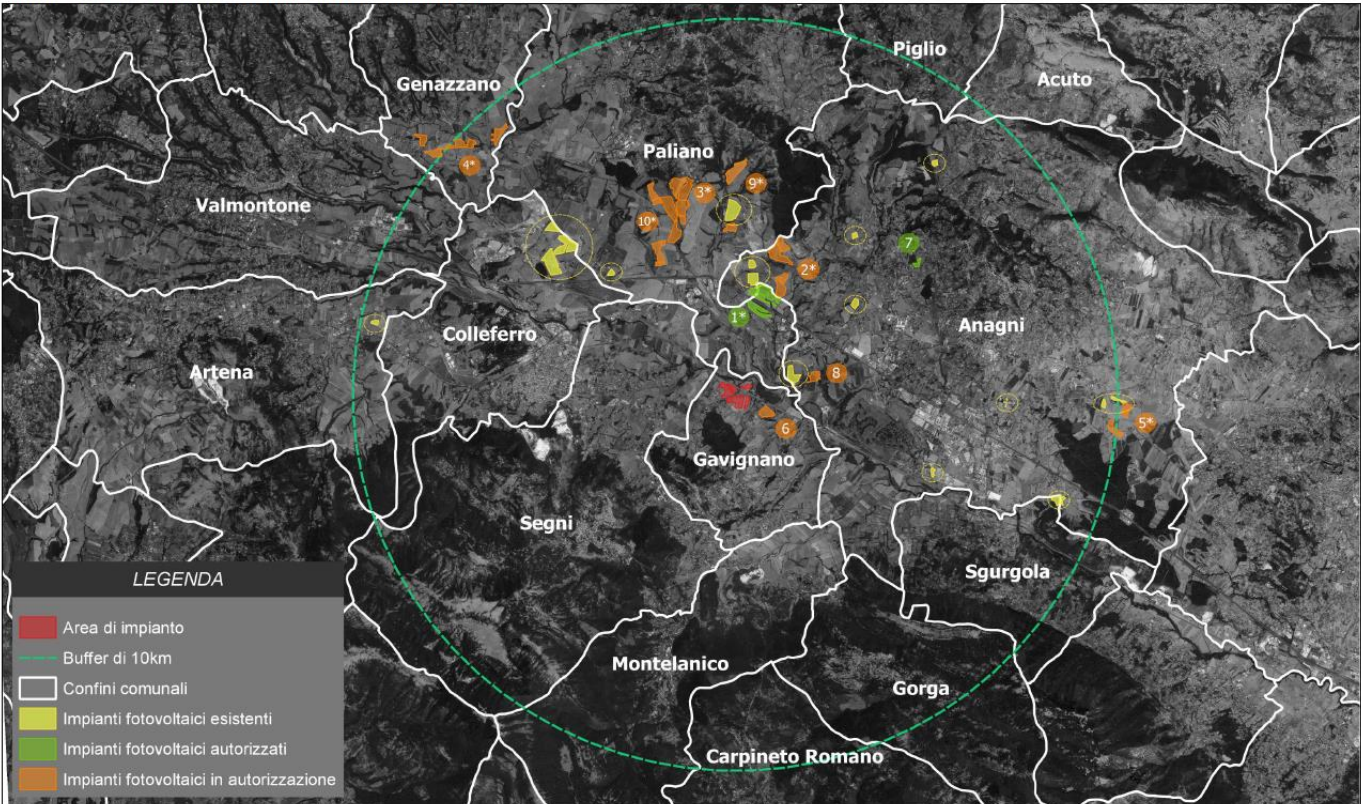 Piglio
Acuto
Genazzano
Paliano
4*
3*
9*
Valmontone
10*
7
2*
1*
Colleferro
Anagni
Artena
8
5*
6
Gavignano
Segni
Sgurgola
Montelanico
Gorga
Carpineto Romano
LEGENDA
Area di impianto
Buffer di 10km
Confini comunali
Impianti fotovoltaici esistenti
Impianti fotovoltaici autorizzati
Impianti fotovoltaici in autorizzazione